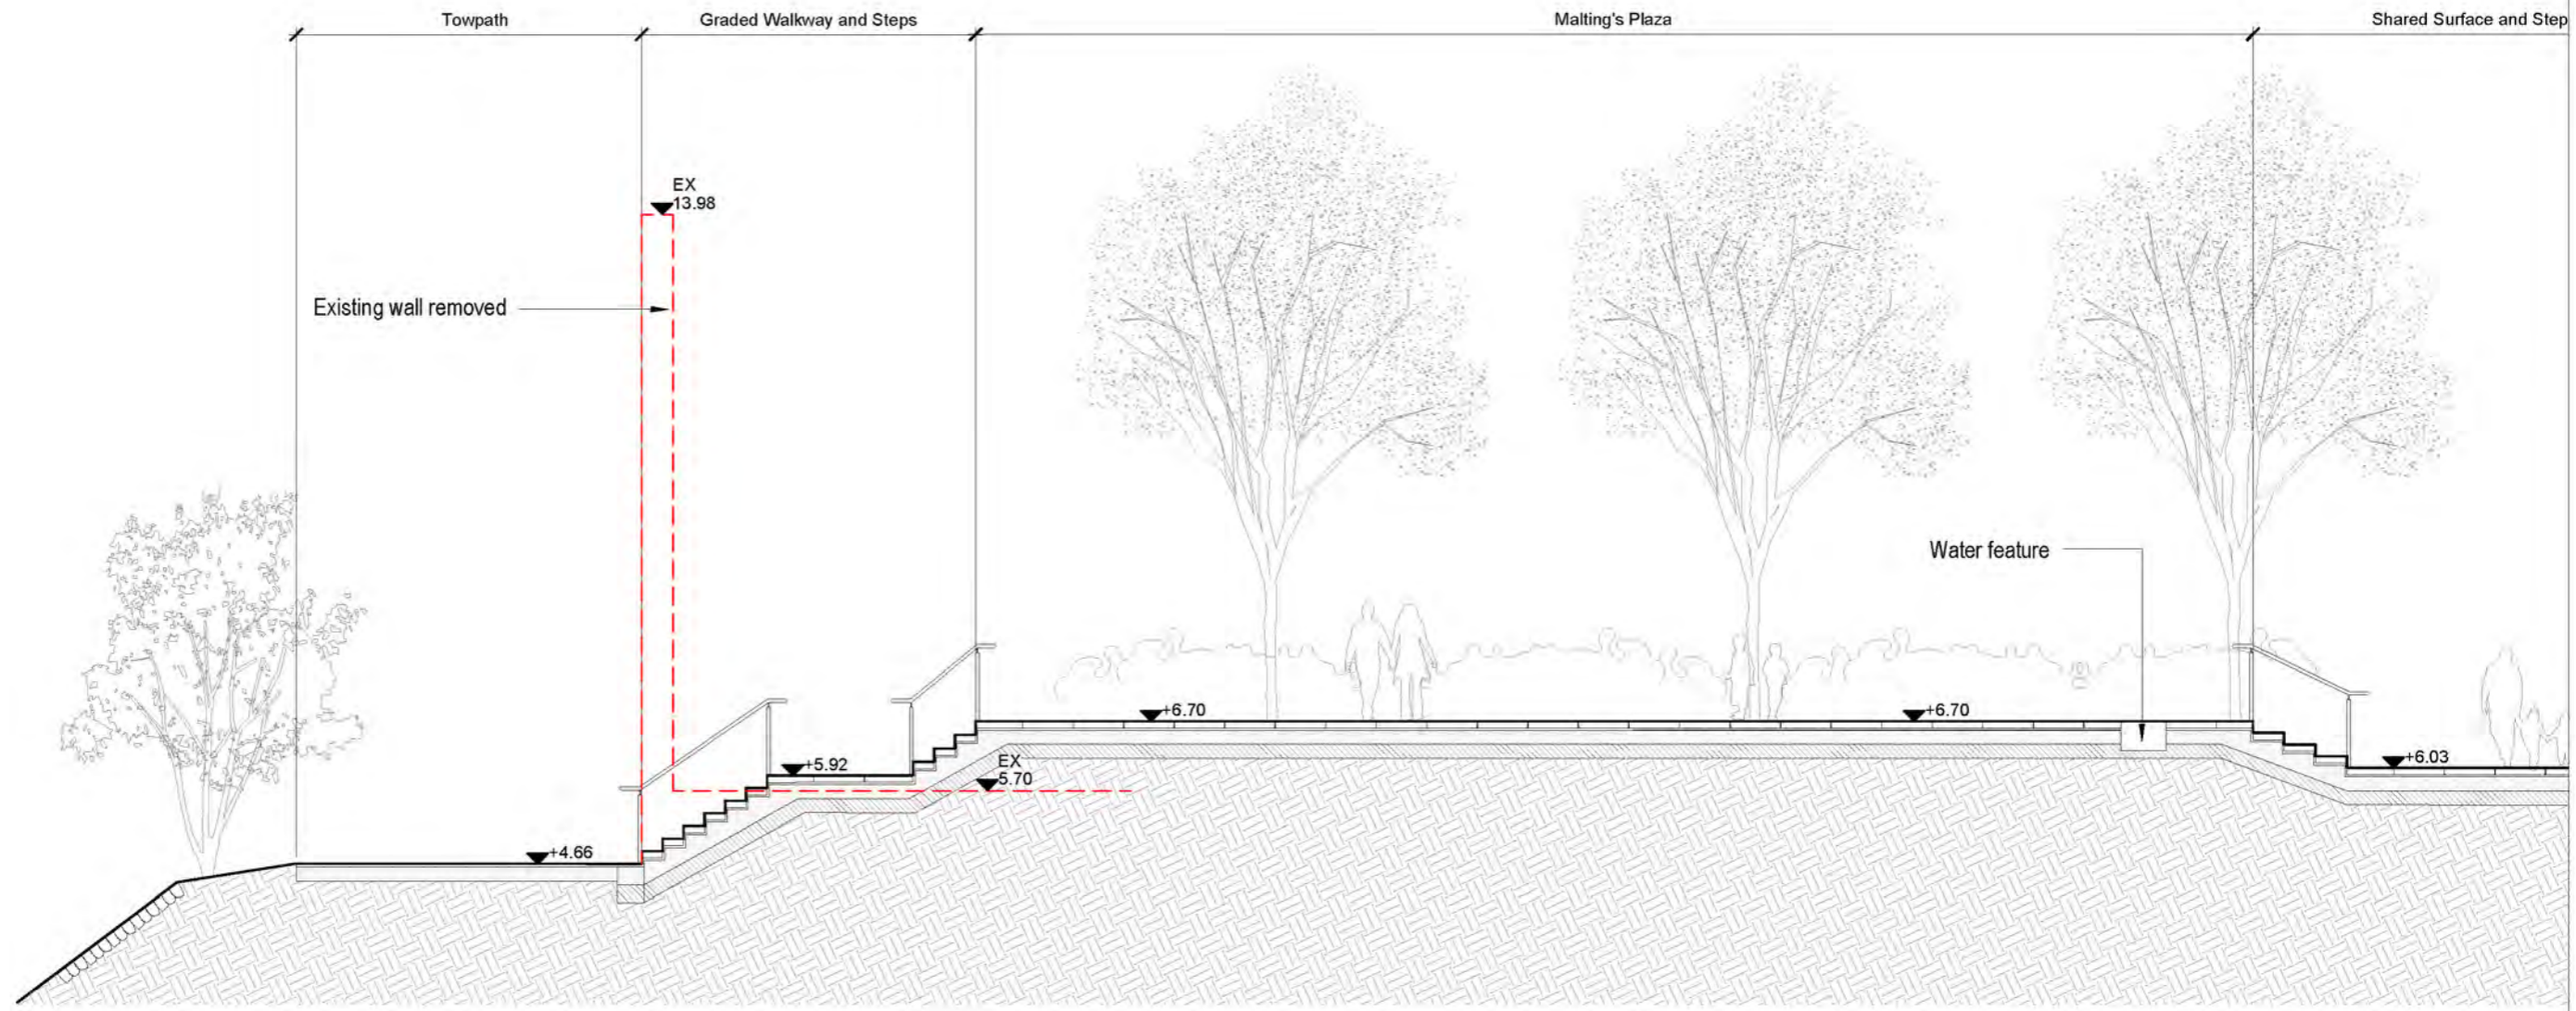 Towpath
Graded Walkway and Steps
Malting's Plaza
Shared Surface and Step
EX
13.98
Existing wall removed
Water feature
+6.70
+6.70
+5.92
EX
5.70
+6.03
+4.66